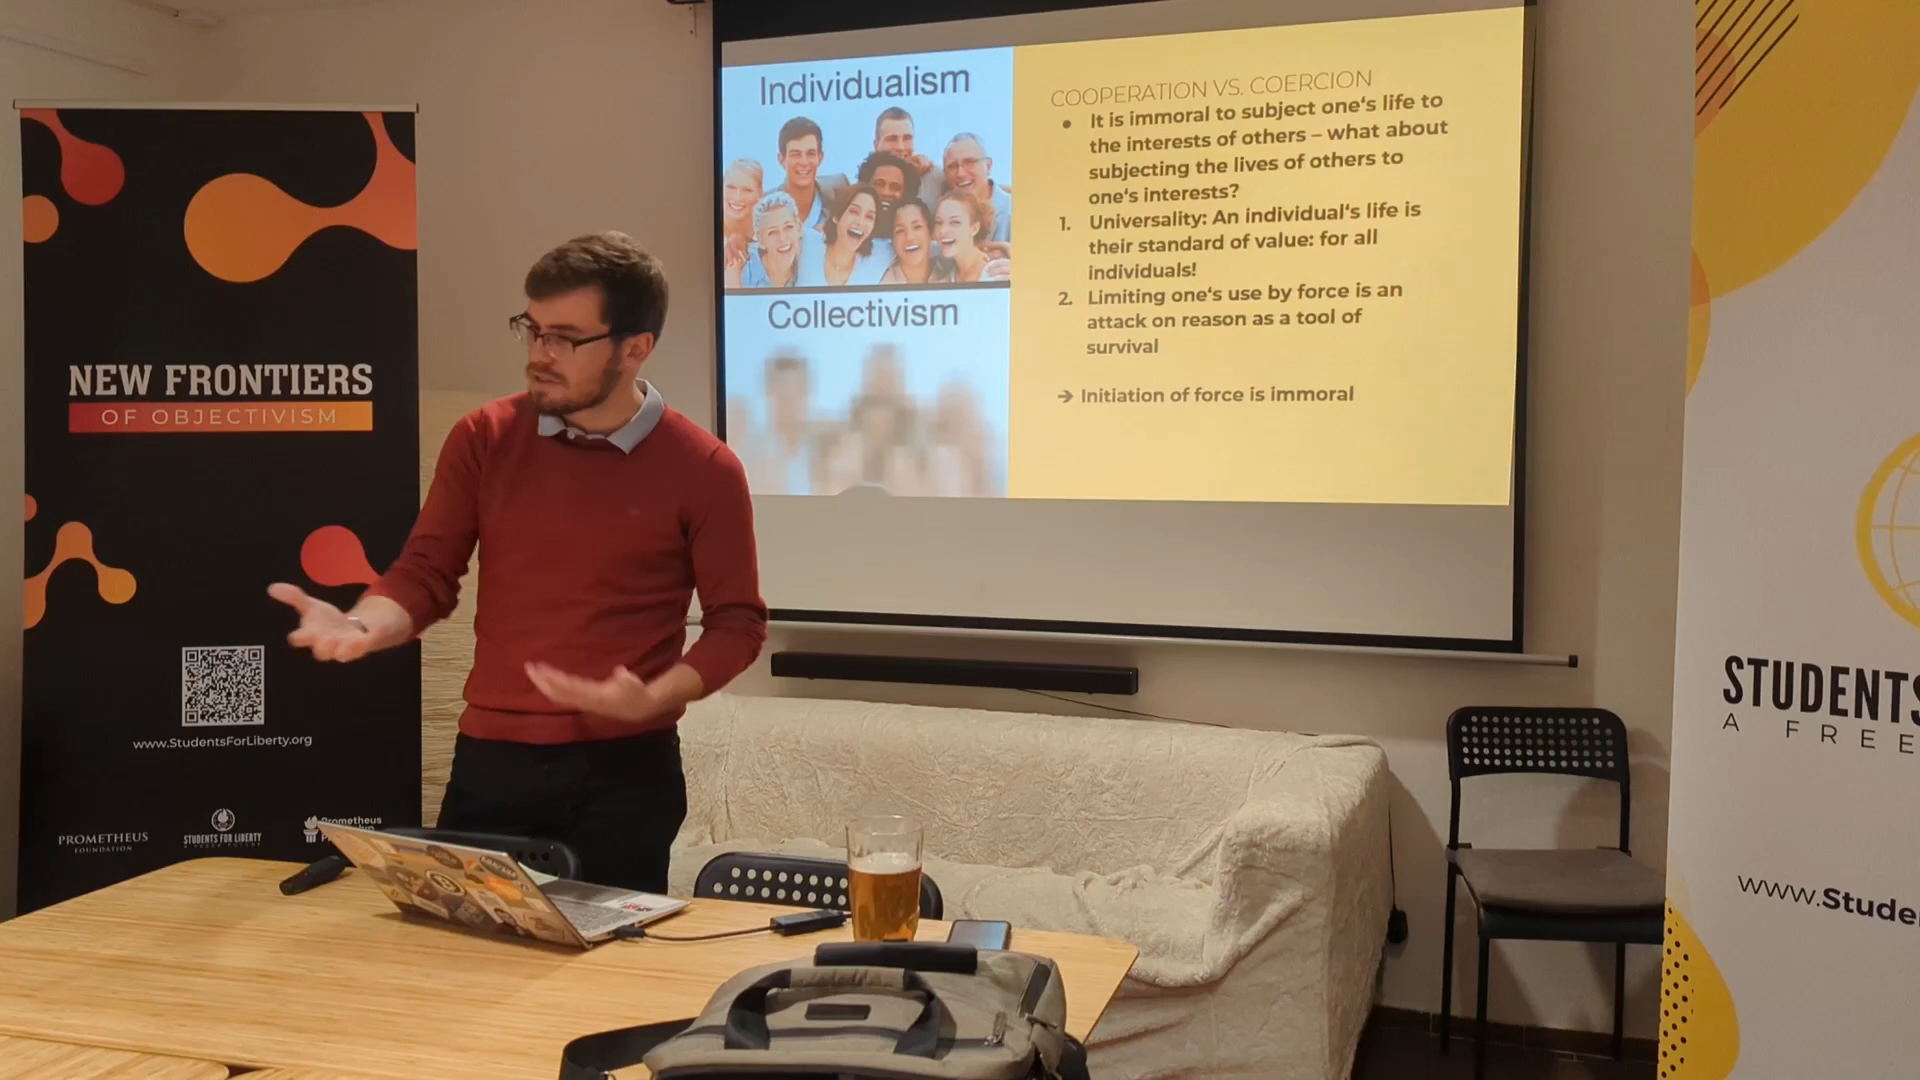 NEW FRONTIERS
OF OBJECTIVISM
www.StudentsForLiberty.org
PROMETHEUS
FOUNDATION
STUDENTS FOR LIBERTY
Prometheus
Individualism
Collectivism
COOPERATION VS. COERCION
• It is immoral to subject one‘s life to
the interests of others – what about
subjecting the lives of others to
one‘s interests?
1. Universality: An individual‘s life is
their standard of value: for all
individuals!
2. Limiting one‘s use by force is an
attack on reason as a tool of
survival
→ Initiation of force is immoral
STUDENTS
A FREE
www.Stude